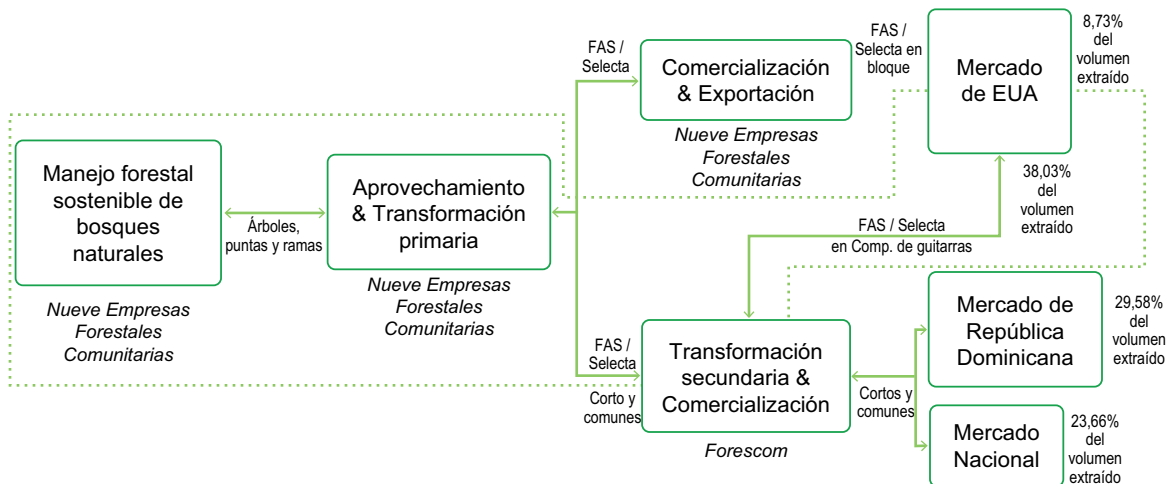 Manejo forestal
sostenible de
bosques
naturales
Nueve Empresas
Forestales
Comunitarias
Árboles,
puntas y ramas
Aprovechamiento
& Transformación
primaria
Nueve Empresas
Forestales
Comunitarias
FAS /
Selecta
Comercialización
& Exportación
Nueve Empresas
Forestales
Comunitarias
FAS /
Selecta en
bloque
Mercado
de EUA
8,73%
del
volumen
extraído
38,03%
del
volumen
extraído
FAS / Selecta
en Comp. de guitarras
FAS /
Selecta
Corto y
comunes
Transformación
secundaria &
Comercialización
Forescom
Cortos y
comunes
Mercado de
República
Dominicana
29,58%
del
volumen
extraído
Mercado
Nacional
23,66%
del
volumen
extraído